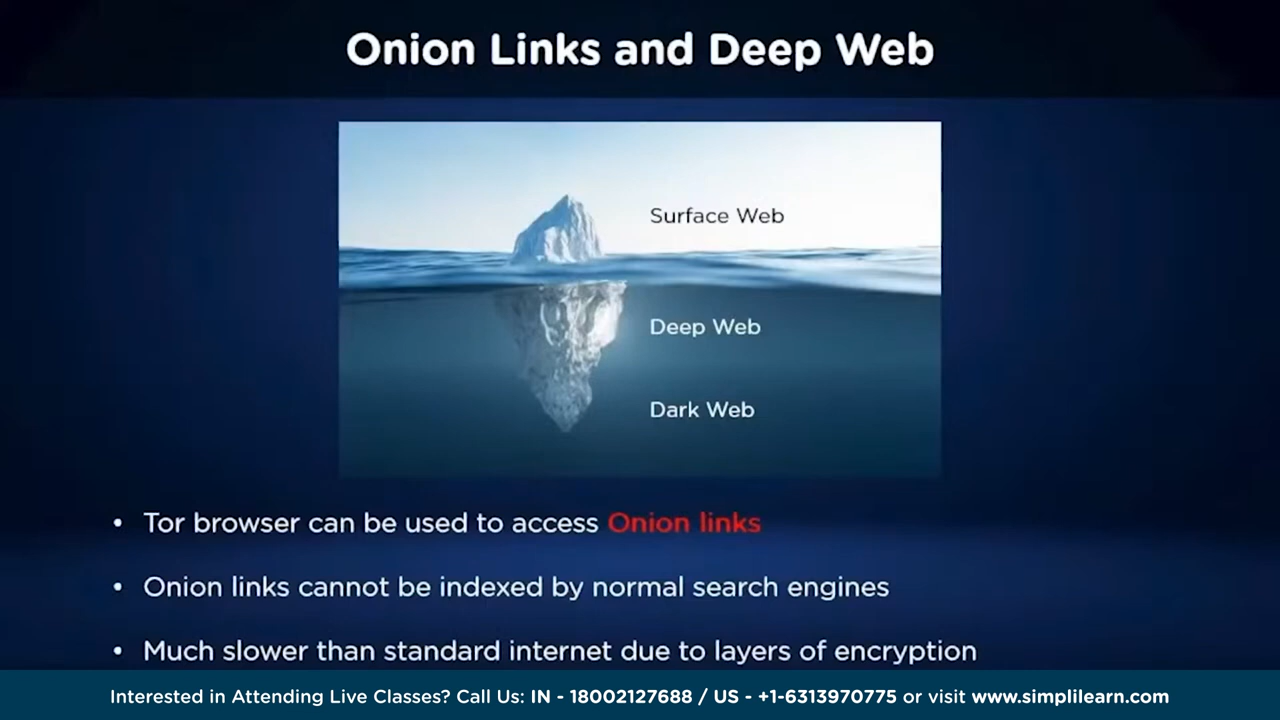 Onion Links and Deep Web
Surface Web
Deep Web
Dark Web
• Tor browser can be used to access Onion links
• Onion links cannot be indexed by normal search engines
• Much slower than standard internet due to layers of encryption
Interested in Attending Live Classes? Call Us: IN - 18002127688 / US - +1-6313970775 or visit www.simplilearn.com